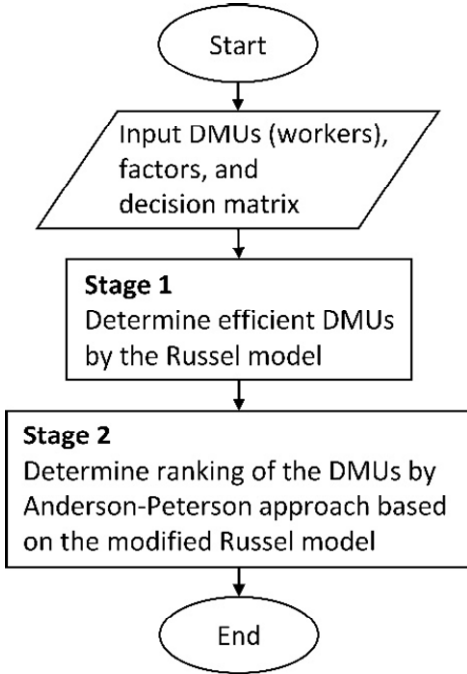 Start
Input DMUs (workers),
factors, and
decision matrix
Stage 1
Determine efficient DMUs
by the Russel model
Stage 2
Determine ranking of the DMUs by
Anderson-Peterson approach based
on the modified Russel model
End